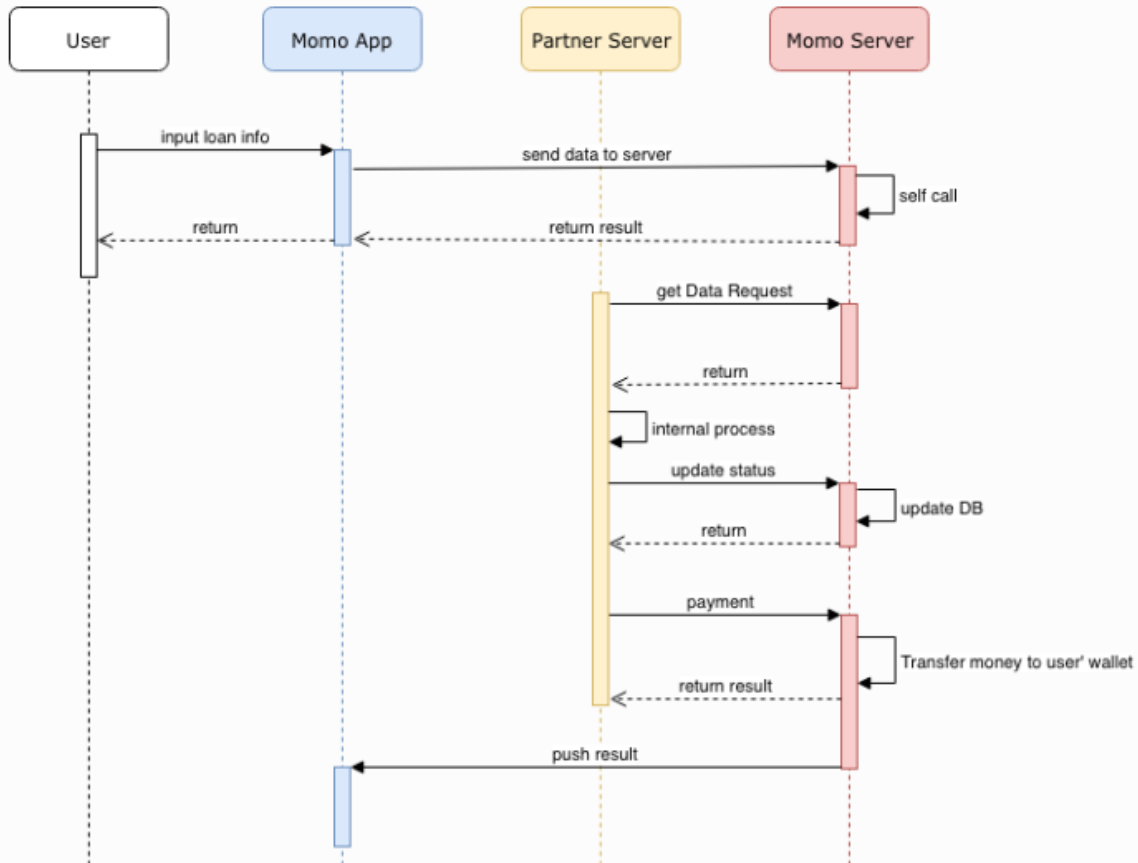 User
Momo App
Partner Server
Momo Server
input loan info
send data to server
self call
return
return result
get Data Request
return
internal process
update status
update DB
return
payment
Transfer money to user' wallet
return result
push result